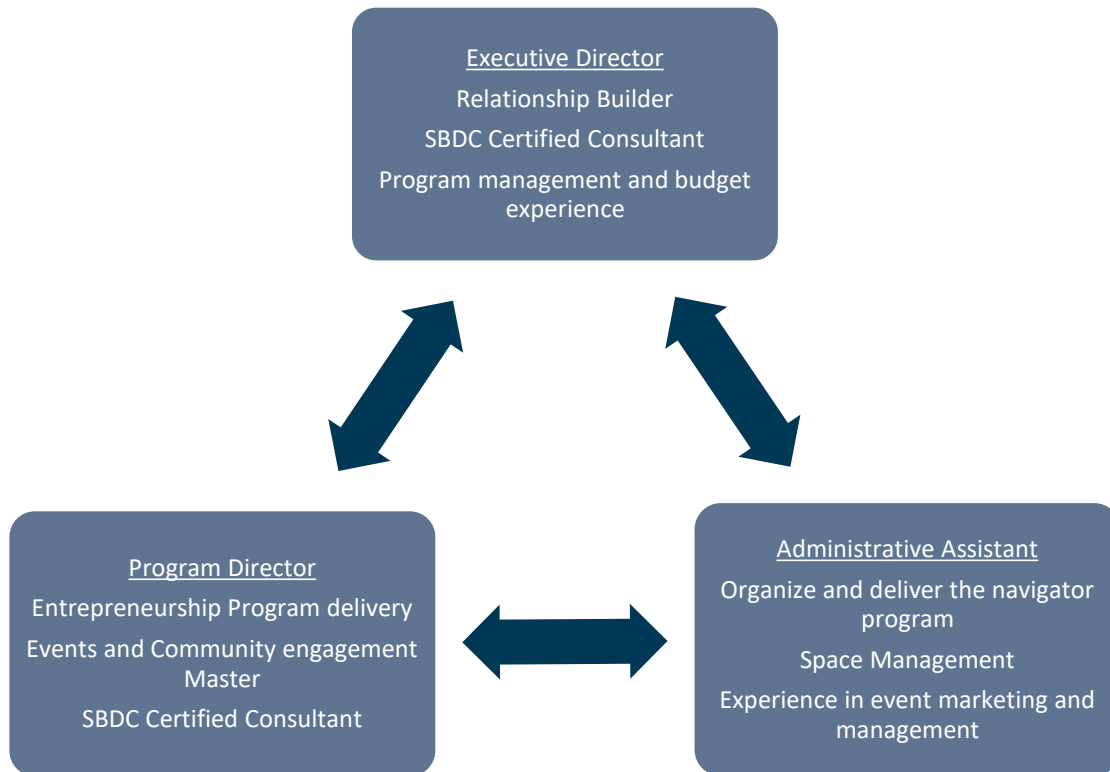 Executive Director
Relationship Builder
SBDC Certified Consultant
Program management and budget
experience
Program Director
Entrepreneurship Program delivery
Events and Community engagement
Master
SBDC Certified Consultant
Administrative Assistant
Organize and deliver the navigator
program
Space Management
Experience in event marketing and
management